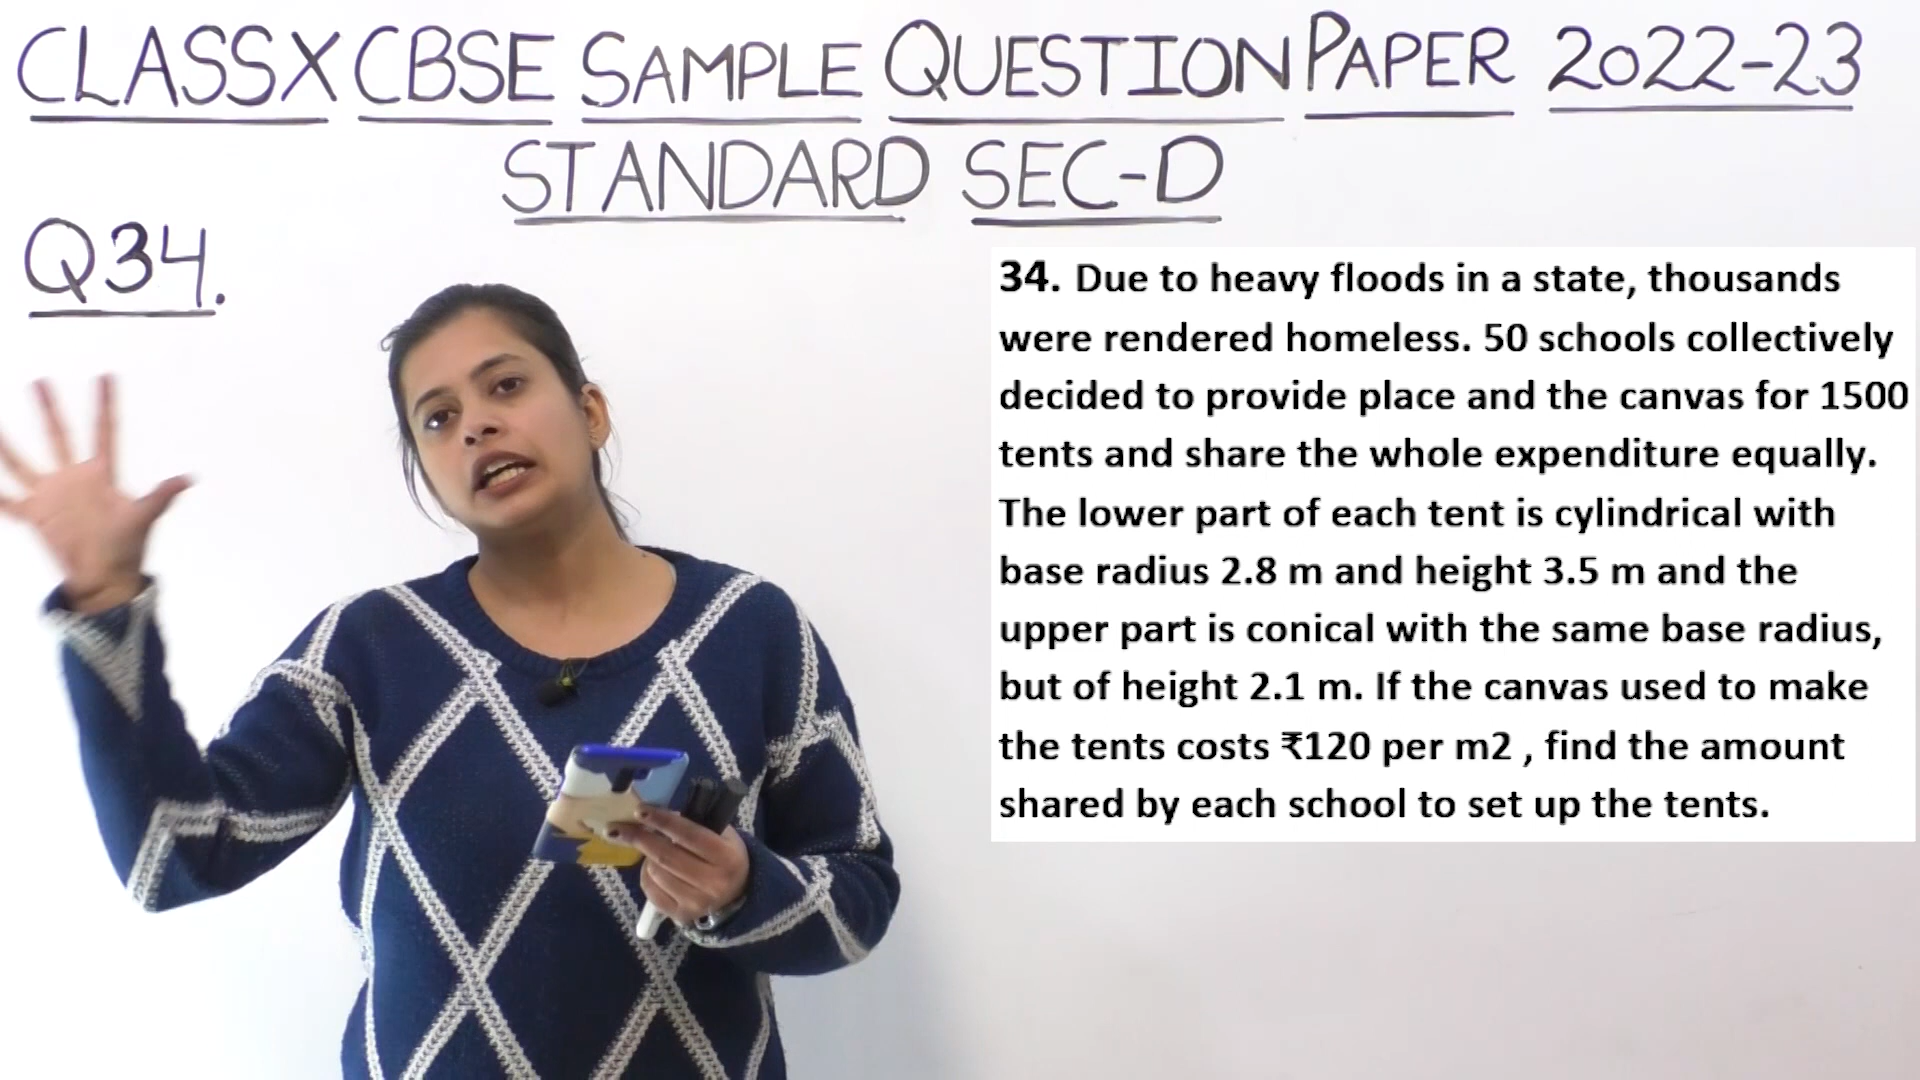 CLASS X CBSE SAMPLE QUESTION PAPER 2022-23
STANDARD SEC-D
Q34.
34. Due to heavy floods in a state, thousands
were rendered homeless. 50 schools collectively
decided to provide place and the canvas for 1500
tents and share the whole expenditure equally.
The lower part of each tent is cylindrical with
base radius 2.8 m and height 3.5 m and the
upper part is conical with the same base radius,
but of height 2.1 m. If the canvas used to make
the tents costs ₹120 per m2 , find the amount
shared by each school to set up the tents.